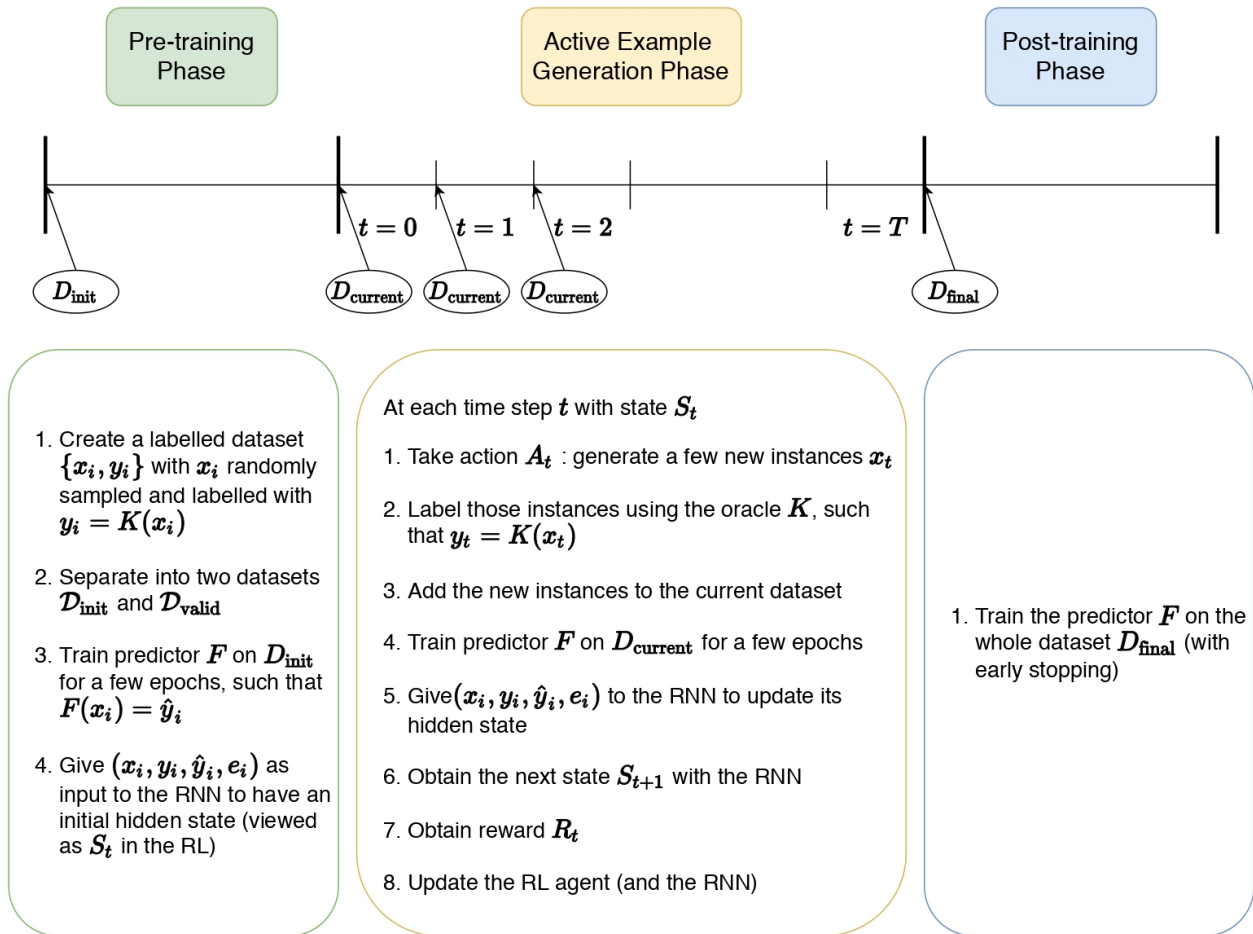 Pre-training
Phase
Active Example
Generation Phase
Post-training
Phase
t = 0
t = 1
t = 2
t = T
D_init
D_current
D_current
D_current
D_final
1. Create a labelled dataset
{x_i, y_i} with x_i randomly
sampled and labelled with
y_i = K(x_i)
2. Separate into two datasets
𝒟_init and 𝒟_valid
3. Train predictor F on D_init
for a few epochs, such that
F(x_i) = ŷ_i
4. Give (x_i, y_i, ŷ_i, e_i) as
input to the RNN to have an
initial hidden state (viewed
as S_t in the RL)
At each time step t with state S_t
1. Take action A_t : generate a few new instances x_t
2. Label those instances using the oracle K, such
that y_t = K(x_t)
3. Add the new instances to the current dataset
4. Train predictor F on D_current for a few epochs
5. Give(x_i, y_i, ŷ_i, e_i) to the RNN to update its
hidden state
6. Obtain the next state S_{t+1} with the RNN
7. Obtain reward R_t
8. Update the RL agent (and the RNN)
1. Train the predictor F on the
whole dataset D_final (with
early stopping)